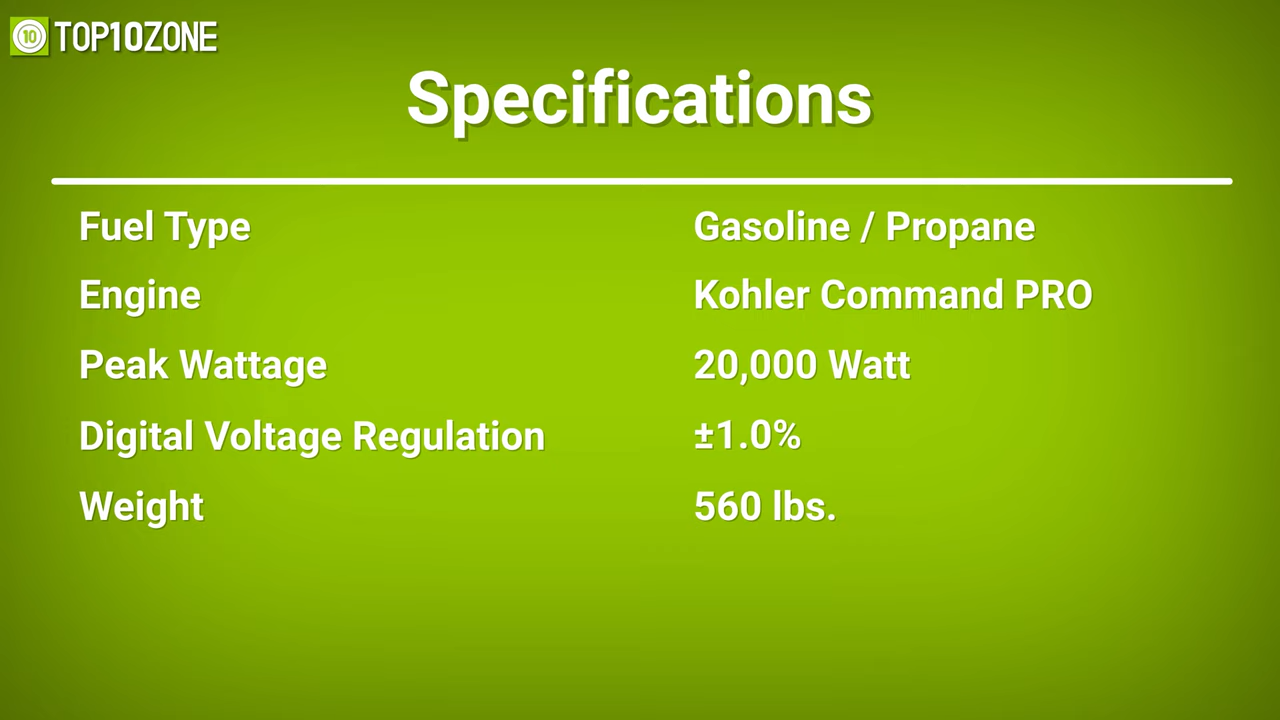 10 TOP10ZONE
Specifications
Fuel Type Gasoline / Propane
Engine Kohler Command PRO
Peak Wattage 20,000 Watt
Digital Voltage Regulation ±1.0%
Weight 560 lbs.